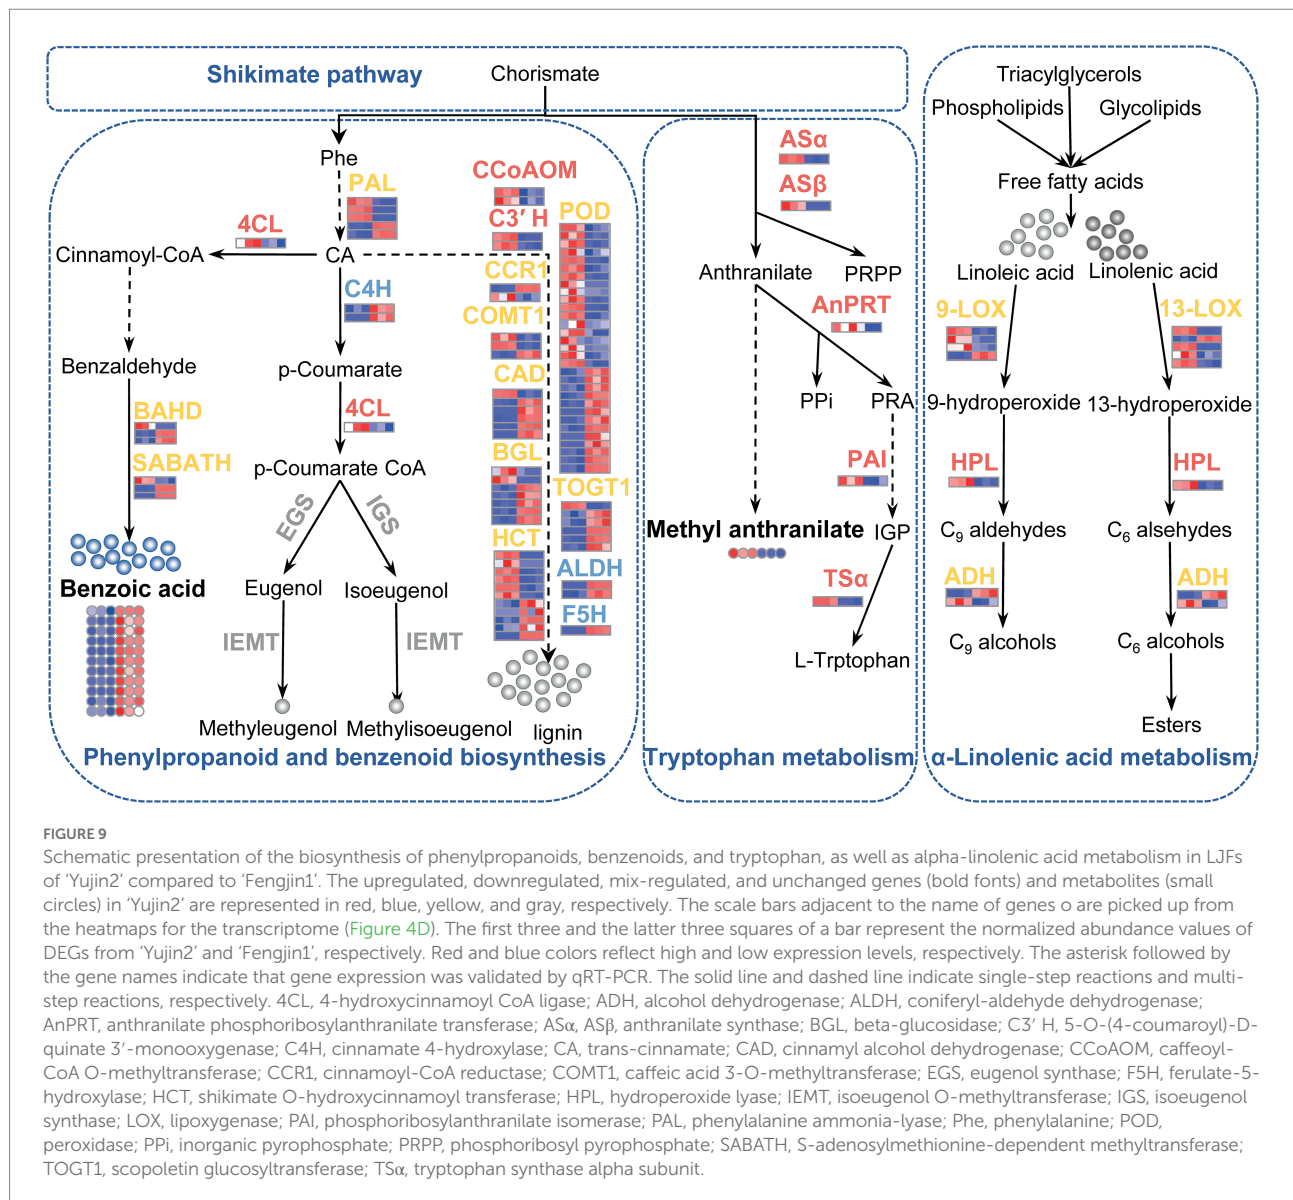 Shikimate pathway
Chorismate
Phe
PAL
4CL
Cinnamoyl-CoA
CA
C4H
Benzaldehyde
p-Coumarate
BAHD
4CL
SABATH
p-Coumarate CoA
EGS
IGS
Benzoic acid
Eugenol
Isoeugenol
IEMT
IEMT
Methyleugenol
Methylisoeugenol
lignin
CCoAOM
C3′ H
POD
CCR1
COMT1
CAD
BGL
TOGT1
HCT
ALDH
F5H
Phenylpropanoid and benzenoid biosynthesis
ASα
ASβ
Anthranilate
PRPP
AnPRT
PPi
PRA
PAI
Methyl anthranilate
IGP
TSα
L-Trptophan
Tryptophan metabolism
Triacylglycerols
Phospholipids
Glycolipids
Free fatty acids
Linoleic acid
Linolenic acid
9-LOX
13-LOX
9-hydroperoxide
13-hydroperoxide
HPL
HPL
C9 aldehydes
C6 alsehydes
ADH
ADH
C9 alcohols
C6 alcohols
Esters
α-Linolenic acid metabolism
FIGURE 9
Schematic presentation of the biosynthesis of phenylpropanoids, benzenoids, and tryptophan, as well as alpha-linolenic acid metabolism in LJFs
of ‘Yujin2’ compared to ‘Fengjin1’. The upregulated, downregulated, mix-regulated, and unchanged genes (bold fonts) and metabolites (small
circles) in ‘Yujin2’ are represented in red, blue, yellow, and gray, respectively. The scale bars adjacent to the name of genes o are picked up from
the heatmaps for the transcriptome (Figure 4D). The first three and the latter three squares of a bar represent the normalized abundance values of
DEGs from ‘Yujin2’ and ‘Fengjin1’, respectively. Red and blue colors reflect high and low expression levels, respectively. The asterisk followed by
the gene names indicate that gene expression was validated by qRT-PCR. The solid line and dashed line indicate single-step reactions and multi-
step reactions, respectively. 4CL, 4-hydroxycinnamoyl CoA ligase; ADH, alcohol dehydrogenase; ALDH, coniferyl-aldehyde dehydrogenase;
AnPRT, anthranilate phosphoribosylanthranilate transferase; ASα, ASβ, anthranilate synthase; BGL, beta-glucosidase; C3′ H, 5-O-(4-coumaroyl)-D-
quinate 3′-monooxygenase; C4H, cinnamate 4-hydroxylase; CA, trans-cinnamate; CAD, cinnamyl alcohol dehydrogenase; CCoAOM, caffeoyl-
CoA O-methyltransferase; CCR1, cinnamoyl-CoA reductase; COMT1, caffeic acid 3-O-methyltransferase; EGS, eugenol synthase; F5H, ferulate-5-
hydroxylase; HCT, shikimate O-hydroxycinnamoyl transferase; HPL, hydroperoxide lyase; IEMT, isoeugenol O-methyltransferase; IGS, isoeugenol
synthase; LOX, lipoxygenase; PAI, phosphoribosylanthranilate isomerase; PAL, phenylalanine ammonia-lyase; Phe, phenylalanine; POD,
peroxidase; PPi, inorganic pyrophosphate; PRPP, phosphoribosyl pyrophosphate; SABATH, S-adenosylmethionine-dependent methyltransferase;
TOGT1, scopoletin glucosyltransferase; TSα, tryptophan synthase alpha subunit.